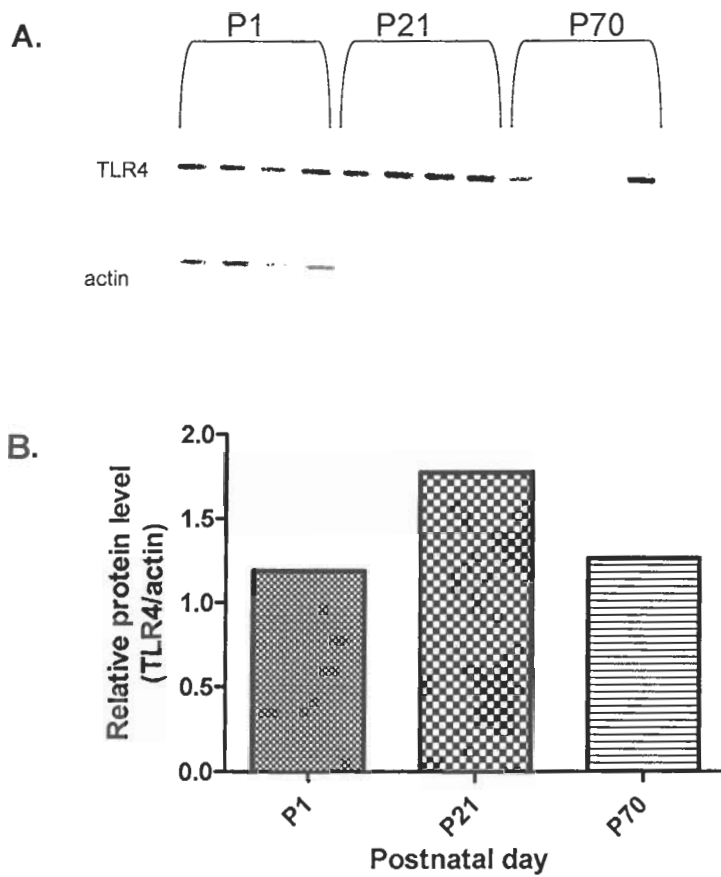 A.
P1 P21 P70
TLR4
actin
B.
Relative protein level
(TLR4/actin)
2.0
1.5
1.0
0.5
0.0
P1 P21 P70
Postnatal day